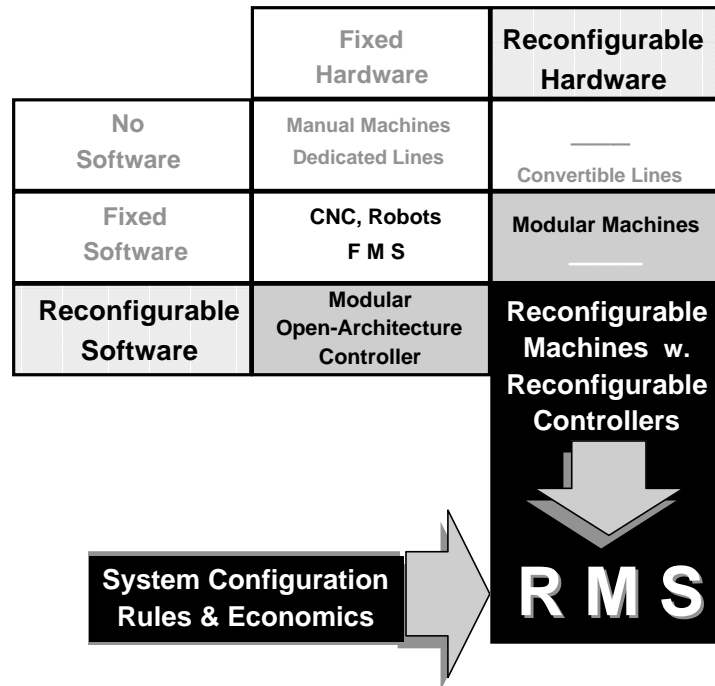 Fixed
Hardware
Reconfigurable
Hardware
No
Software
Manual Machines
Dedicated Lines
Convertible Lines
Fixed
Software
CNC, Robots
F M S
Modular Machines
Reconfigurable
Software
Modular
Open-Architecture
Controller
Reconfigurable
Machines w.
Reconfigurable
Controllers
System Configuration
Rules & Economics
R M S